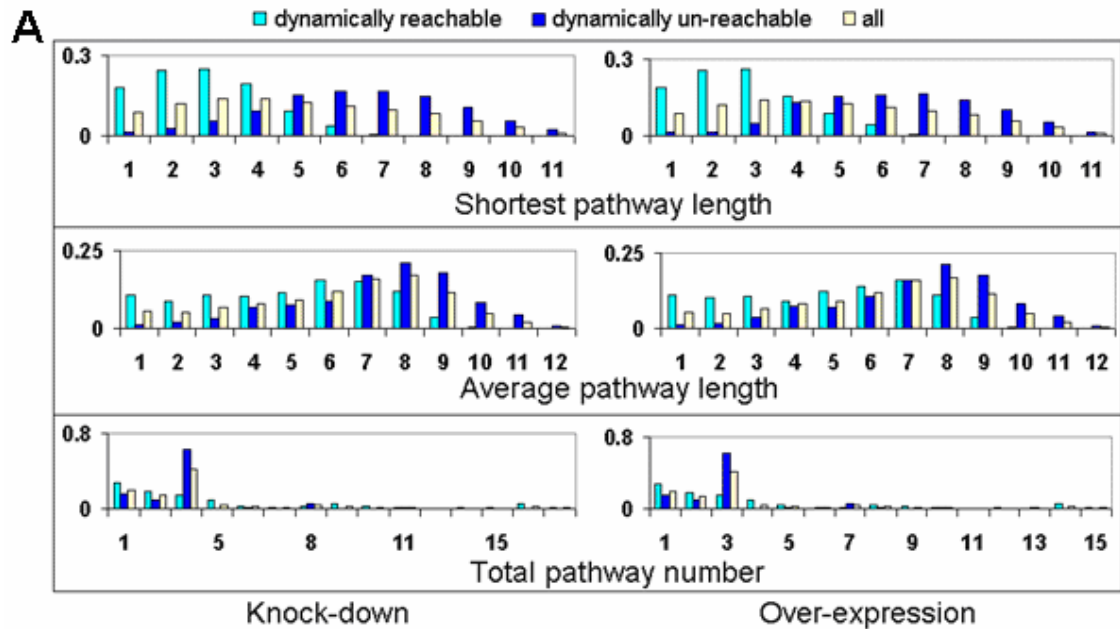 A
dynamically reachable dynamically un-reachable all
0.3 0.3
0 0
1 2 3 4 5 6 7 8 9 10 11 1 2 3 4 5 6 7 8 9 10 11
Shortest pathway length
0.25 0.25
0 0
1 2 3 4 5 6 7 8 9 10 11 12 1 2 3 4 5 6 7 8 9 10 11 12
Average pathway length
0.8 0.8
0 0
1 5 8 11 15 1 3 5 7 9 11 13 15
Total pathway number
Knock-down Over-expression